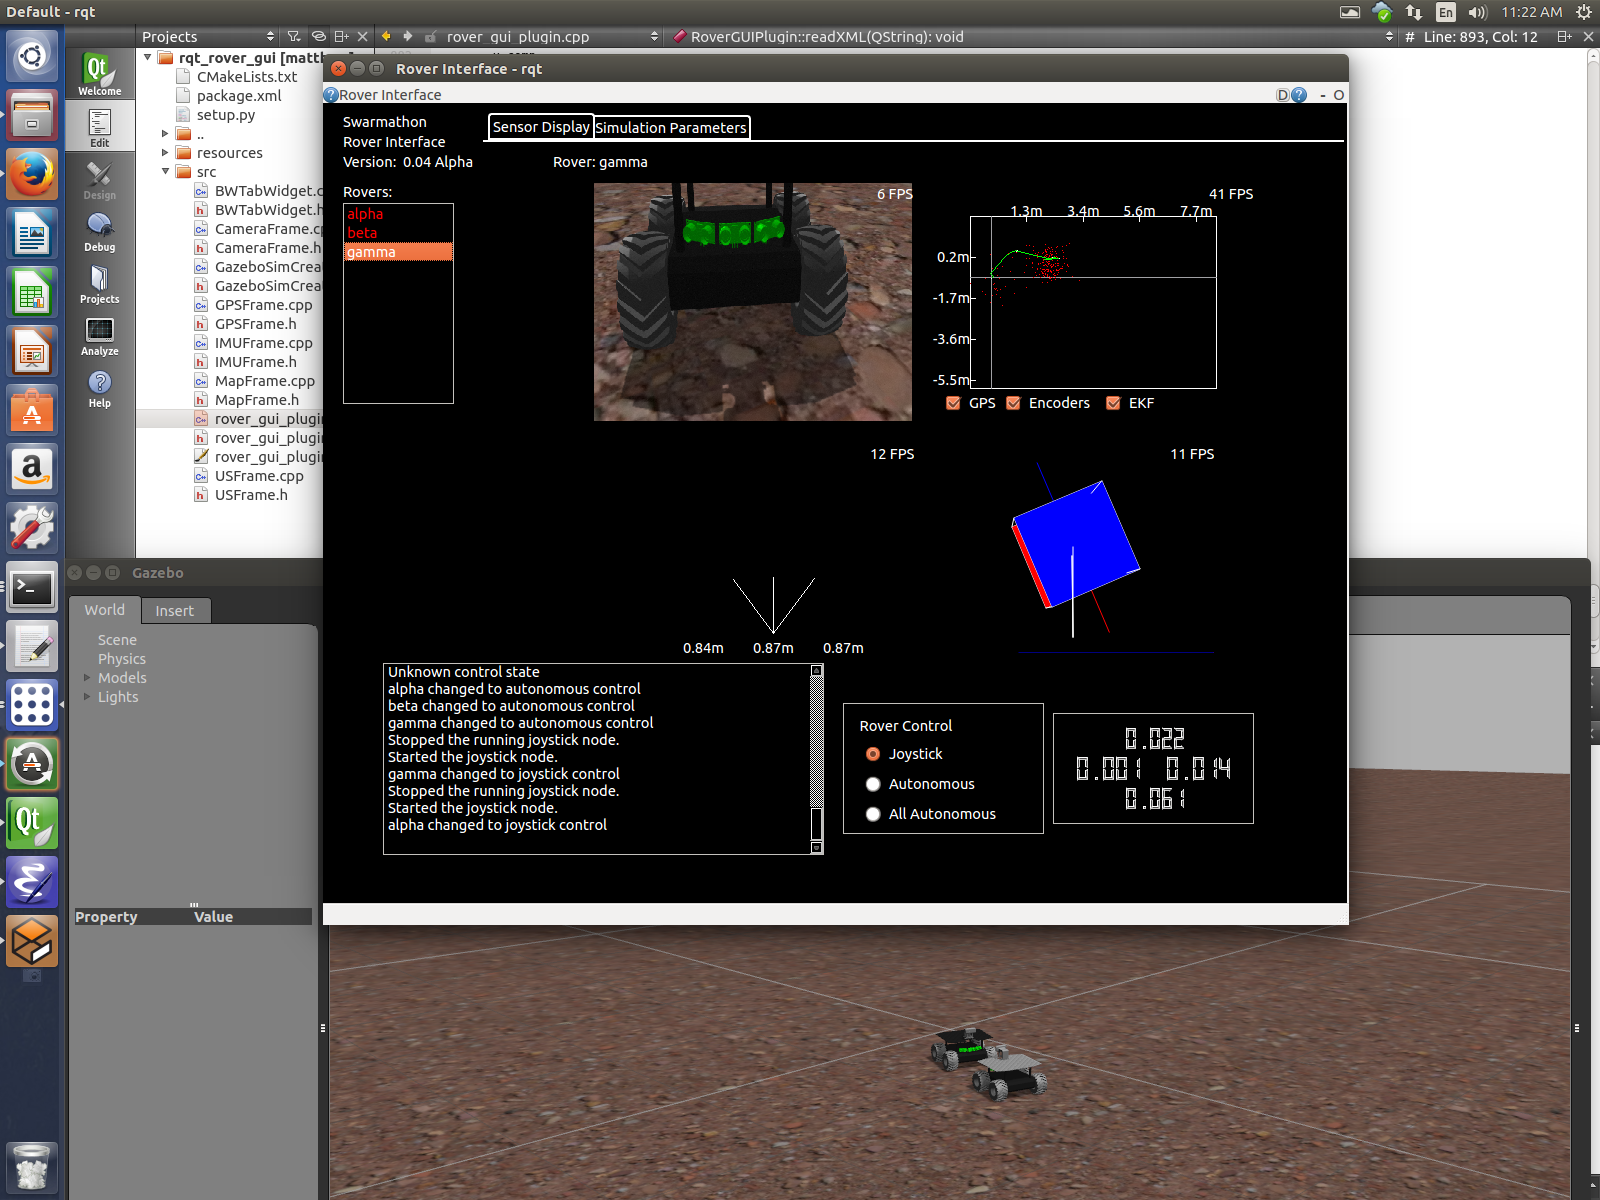 Default - rqt
En
11:22 AM
Projects
rover_gui_plugin.cpp
RoverGUIPlugin::readXML(QString): void
#
Line: 893, Col: 12
Qt
Welcome
Edit
Design
Debug
Projects
Analyze
Help
rqt_rover_gui [matth
CMakeLists.txt
package.xml
setup.py
..
resources
src
BWTabWidget.c
BWTabWidget.h
CameraFrame.cp
CameraFrame.h
GazeboSimCrea
GazeboSimCrea
GPSFrame.cpp
GPSFrame.h
IMUFrame.cpp
IMUFrame.h
MapFrame.cpp
MapFrame.h
rover_gui_plugin
rover_gui_plugin
rover_gui_plugin
USFrame.cpp
USFrame.h
Rover Interface - rqt
Rover Interface
D
- O
Swarmathon
Rover Interface
Version: 0.04 Alpha
Sensor Display
Simulation Parameters
Rover: gamma
Rovers:
alpha
beta
gamma
6 FPS
41 FPS
1.3m 3.4m 5.6m 7.7m
0.2m
-1.7m
-3.6m
-5.5m
GPS Encoders EKF
12 FPS
11 FPS
0.84m 0.87m 0.87m
Unknown control state
alpha changed to autonomous control
beta changed to autonomous control
gamma changed to autonomous control
Stopped the running joystick node.
Started the joystick node.
gamma changed to joystick control
Stopped the running joystick node.
Started the joystick node.
alpha changed to joystick control
Rover Control
Joystick
Autonomous
All Autonomous
0.022
0.001 0.014
0.061
Gazebo
World
Insert
Scene
Physics
Models
Lights
Property
Value
Qt